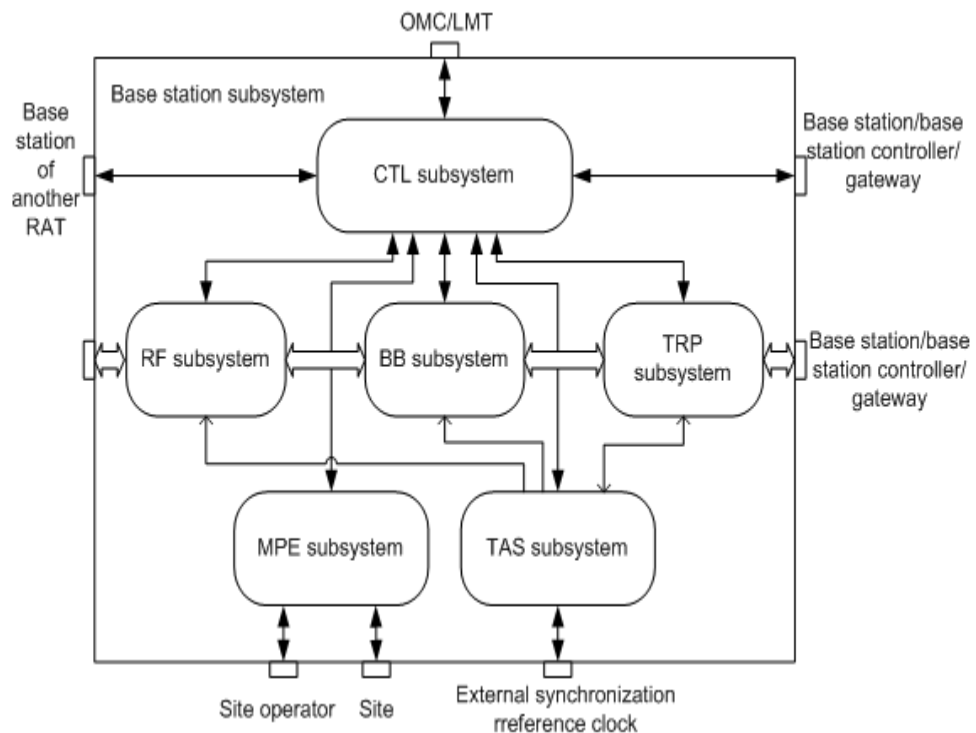 OMC/LMT
Base station subsystem
Base
station
of
another
RAT
CTL subsystem
Base station/base
station controller/
gateway
RF subsystem
BB subsystem
TRP
subsystem
Base station/base
station controller/
gateway
MPE subsystem
TAS subsystem
Site operator
Site
External synchronization
rreference clock